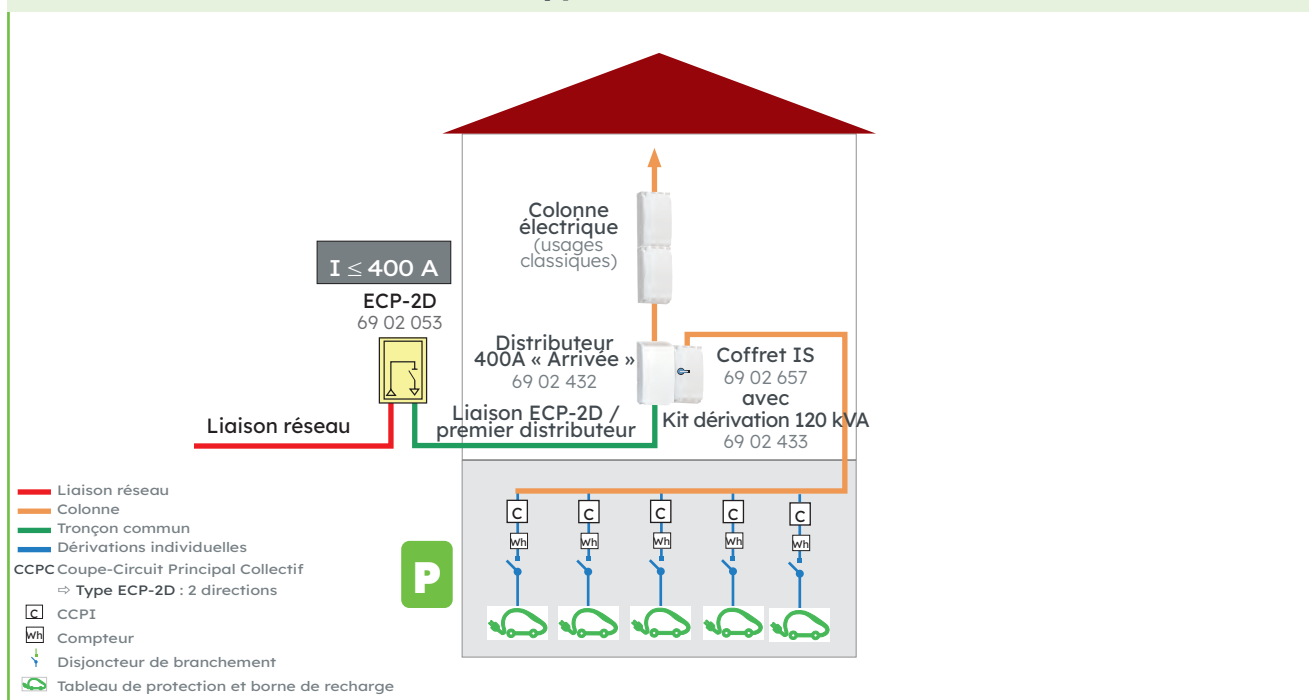 Colonne
électrique
(usages
classiques)
I ≤ 400 A
ECP-2D
69 02 053
Distributeur
400A « Arrivée »
69 02 432
Coffret IS
69 02 657
avec
Kit dérivation 120 kVA
69 02 433
Liaison réseau
Liaison ECP-2D /
premier distributeur
Liaison réseau
Colonne
Tronçon commun
Dérivations individuelles
CCPC Coupe-Circuit Principal Collectif
⇨ Type ECP-2D : 2 directions
C CCPI
Wh Compteur
Disjoncteur de branchement
Tableau de protection et borne de recharge
P
C C C C C
Wh Wh Wh Wh Wh